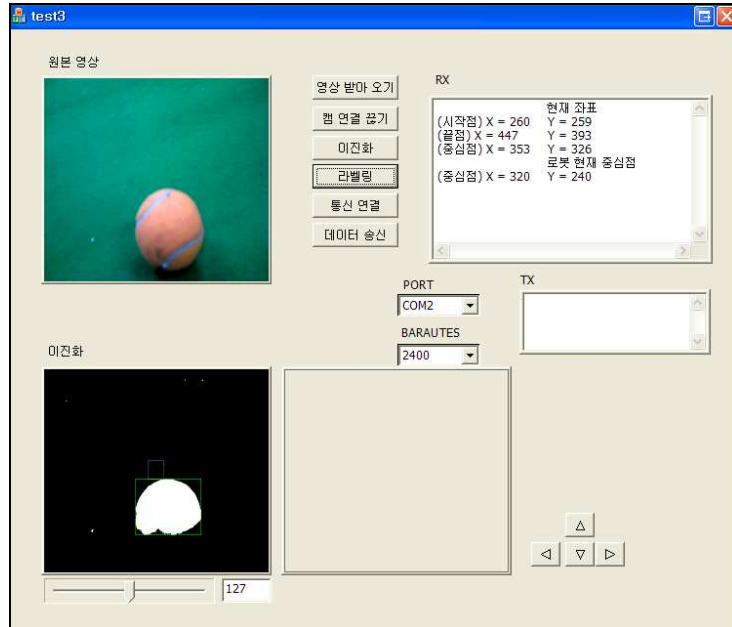 test3
원본 영상
영상 받아 오기
캠 연결 끊기
이진화
라벨링
통신 연결
데이터 송신
RX
현재 좌표
(시작점) X = 260 Y = 259
(끝점) X = 447 Y = 393
(중심점) X = 353 Y = 326
로봇 현재 중심점
(중심점) X = 320 Y = 240
PORT
COM2
BARAUTES
2400
TX
이진화
127